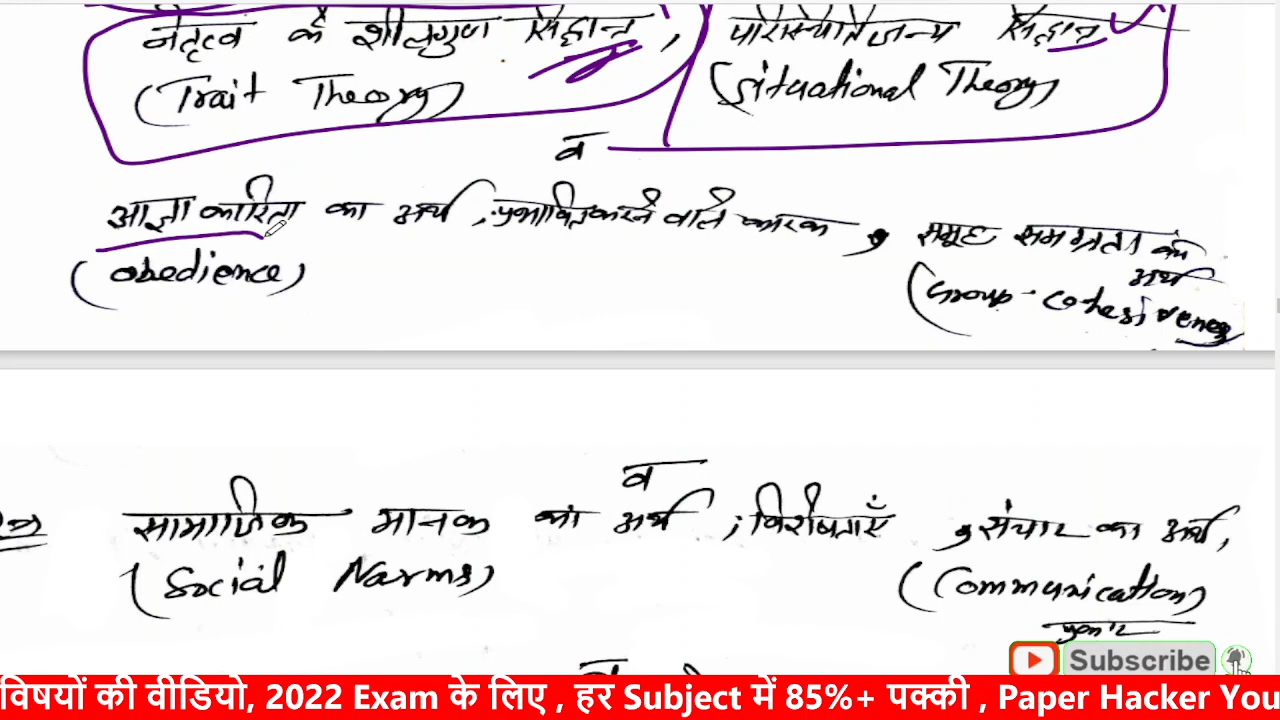 नेतृत्व के शीलगुण सिद्धान्त, परिस्थितिजन्य सिद्धान्त
(Trait Theory) (Situational Theory)
व
आज्ञाकारिता का अर्थ, प्रभावित करने वाले कारक, समूह समग्रता का अर्थ
(obedience) (Group-Cohesiveness
व
सामाजिक मानक का अर्थ; विशेषताएँ, संचार का अर्थ,
(Social Norms) (Communication)
प्रकार
व
Subscribe
विषयों की वीडियो, 2022 Exam के लिए , हर Subject में 85%+ पक्की , Paper Hacker You